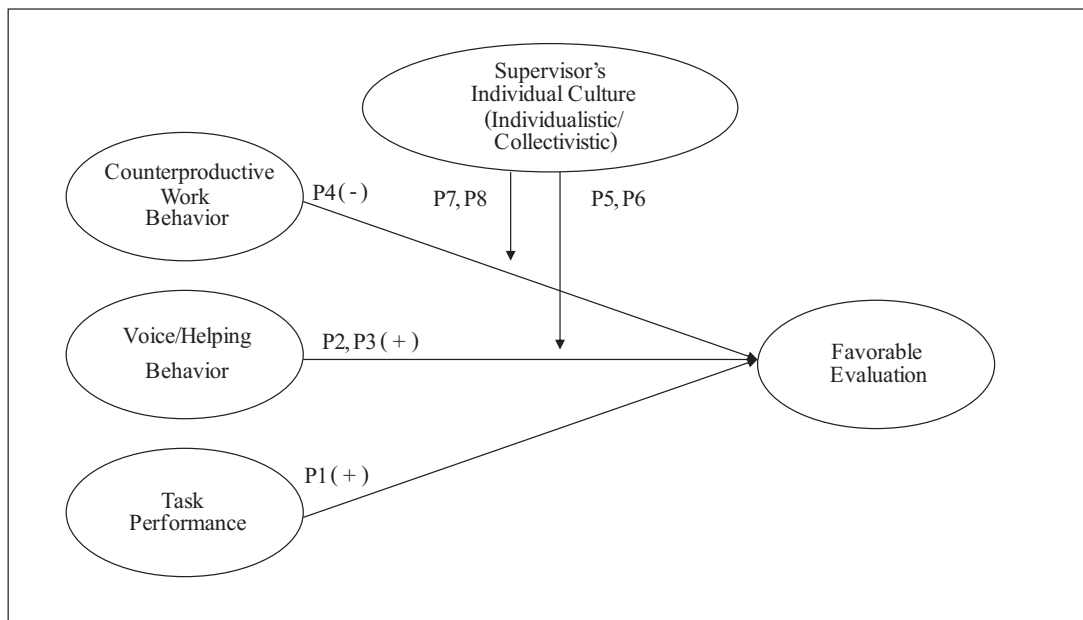 Supervisor's
Individual Culture
(Individualistic/
Collectivistic)
Counterproductive
Work
Behavior
P4(-)
P7, P8
P5, P6
Voice/Helping
Behavior
P2, P3(+)
Favorable
Evaluation
P1(+)
Task
Performance